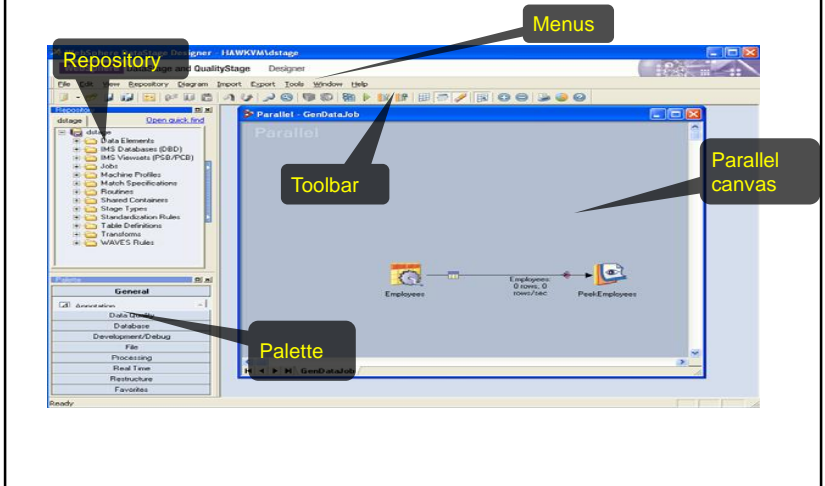 Menus
Designer - HAWKVM\dstage
Repository
DataStage and QualityStage Designer
File Edit View Repository Diagram Import Export Tools Window Help
Repository
dstage Open quick find
dstage
Data Elements
IMS Databases (DBD)
IMS Viewsets (PSB/PCB)
Jobs
Machine Profiles
Match Specifications
Routines
Shared Containers
Stage Types
Standardization Rules
Table Definitions
Transforms
WAVES Rules
Parallel - GenDataJob
Parallel
Toolbar
Parallel
canvas
Employees
Employees:
0 rows, 0
rows/sec
PeekEmployees
Palette
General
Annotation
Data Quality
Database
Development/Debug
File
Processing
Real Time
Restructure
Favorites
Palette
GenDataJob
Ready